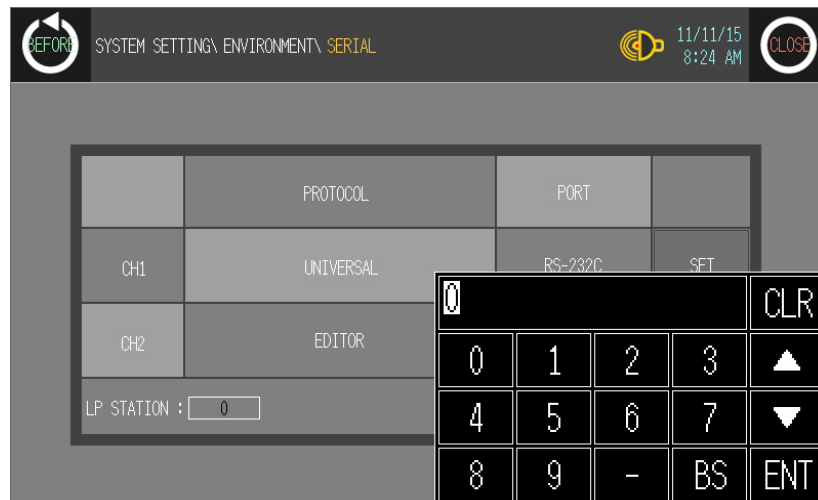 BEFORE SYSTEM SETTING\ ENVIRONMENT\ SERIAL 11/11/15 CLOSE
8:24 AM
PROTOCOL PORT
CH1 UNIVERSAL RS-232C SET
CH2 EDITOR
LP STATION : 0
0 CLR
0 1 2 3
4 5 6 7
8 9 - BS ENT